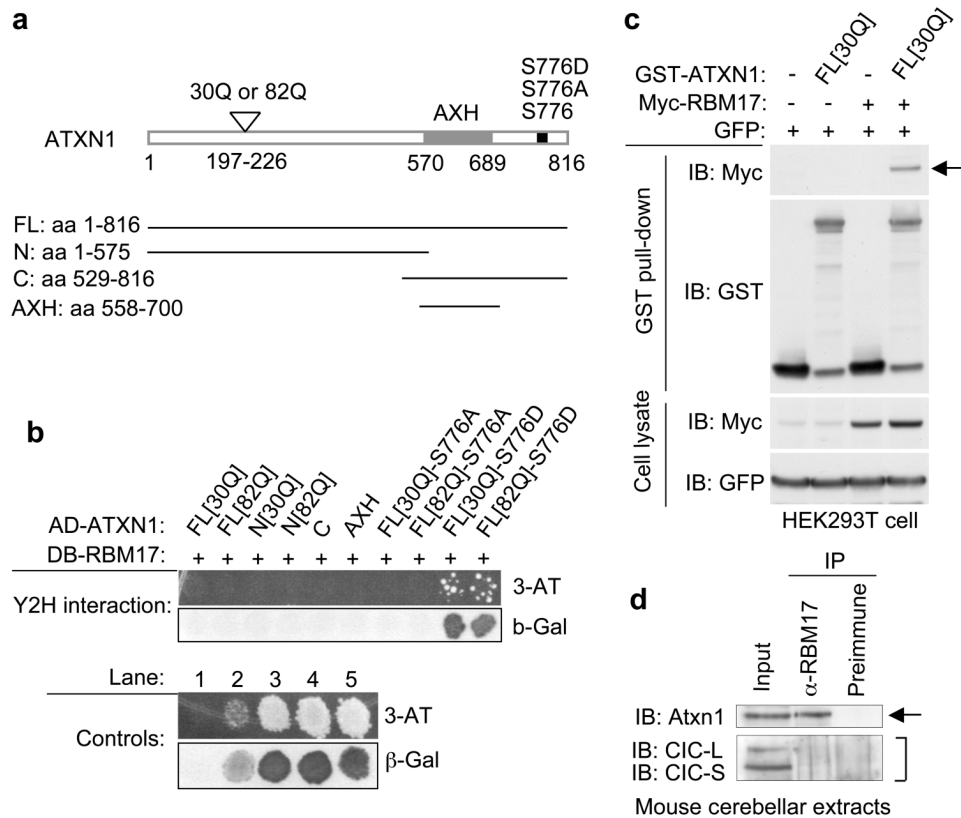 a
30Q or 82Q
S776D
S776A
S776
AXH
ATXN1
1
197-226
570
689
816
FL: aa 1-816
N: aa 1-575
C: aa 529-816
AXH: aa 558-700
b
AD-ATXN1:
FL[30Q]
FL[82Q]
N[30Q]
N[82Q]
C
AXH
FL[30Q]-S776A
FL[82Q]-S776A
FL[30Q]-S776D
FL[82Q]-S776D
DB-RBM17: + + + + + + + + + +
Y2H interaction:
3-AT
b-Gal
Lane: 1 2 3 4 5
Controls:
3-AT
β-Gal
c
GST-ATXN1: - FL[30Q] - FL[30Q]
Myc-RBM17: - - + +
GFP: + + + +
GST pull-down
IB: Myc
IB: GST
Cell lysate
IB: Myc
IB: GFP
HEK293T cell
d
IP
Input
α-RBM17
Preimmune
IB: Atxn1
IB: CIC-L
IB: CIC-S
Mouse cerebellar extracts